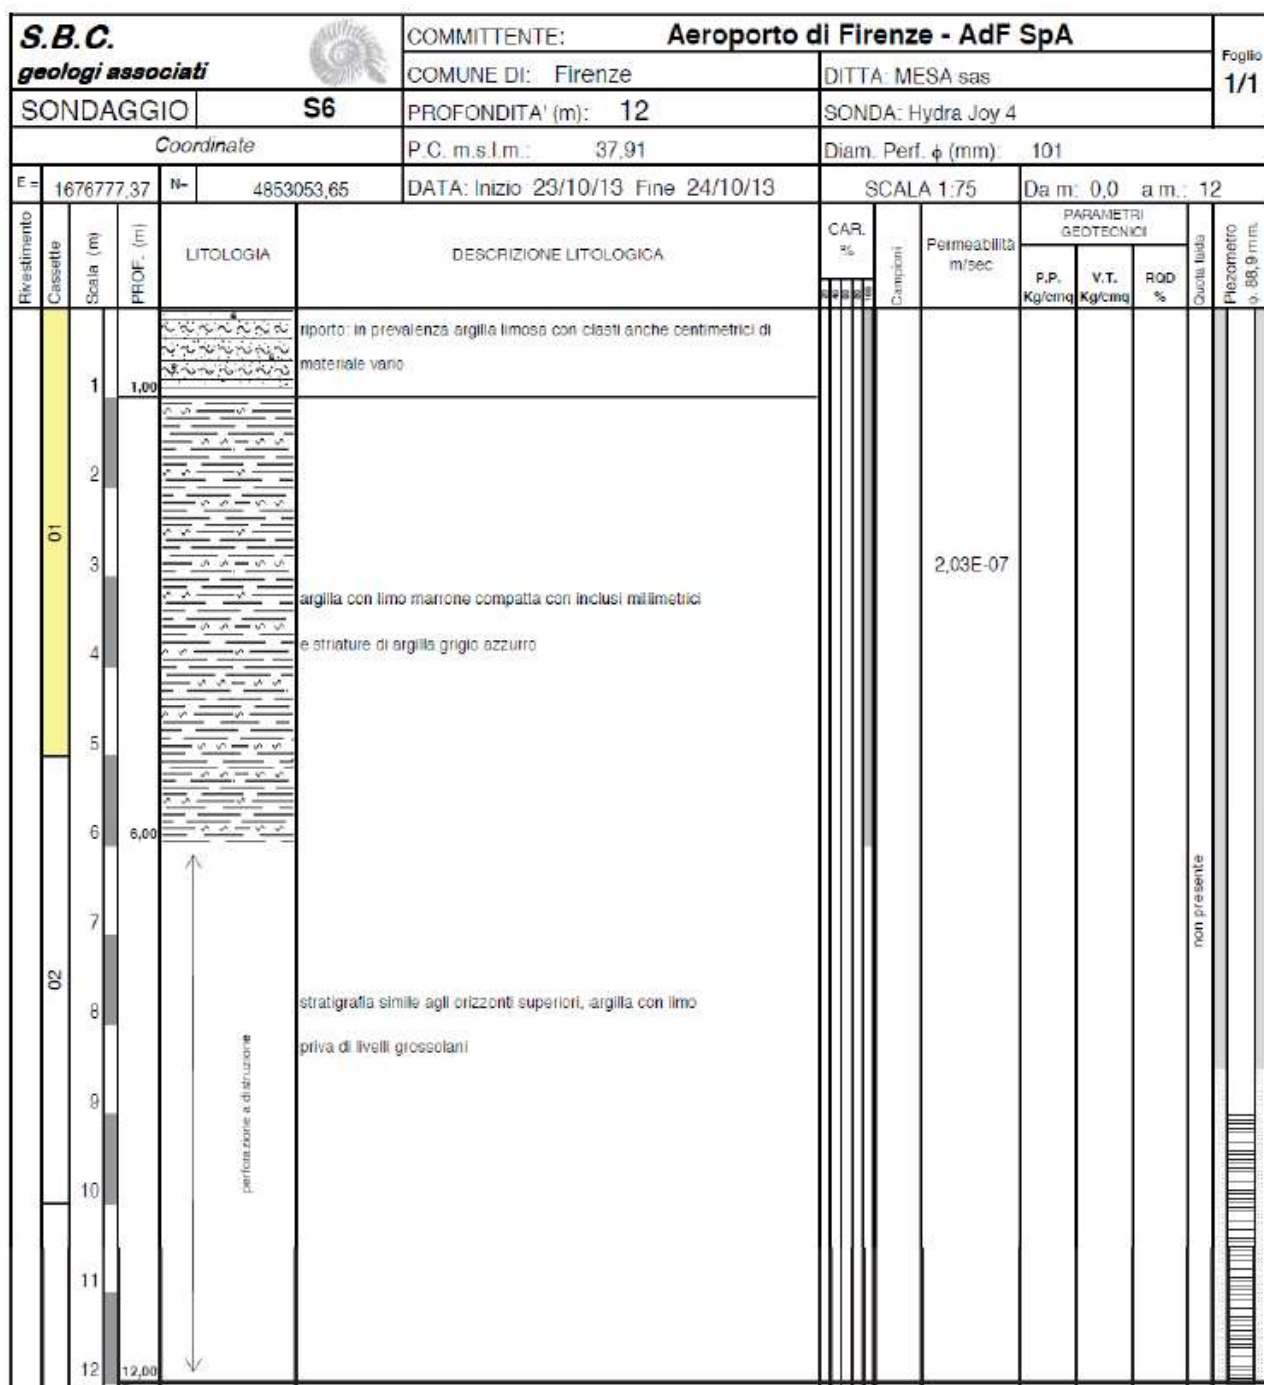 S.B.C.
geologi associati
COMMITTENTE: Aeroporto di Firenze - AdF SpA
Foglio
1/1
COMUNE DI: Firenze
DITTA: MESA sas
SONDAGGIO S6
PROFONDITA' (m): 12
SONDA: Hydra Joy 4
Coordinate
P.C. m.s.l.m.: 37,91
Diam. Perf. ϕ (mm): 101
E = 1676777,37 N= 4853053,65
DATA: Inizio 23/10/13 Fine 24/10/13
SCALA 1:75
Da m: 0,0 a m.: 12
Rivestimento
Cassette
Scala (m)
PROF. (m)
LITOLOGIA
DESCRIZIONE LITOLOGICA
CAR.
%
Campioni
Permeabilità
m/sec
PARAMETRI
GEOTECNICI
P.P.
Kg/cmq
V.T.
Kg/cmq
RQD
%
Quota falda
Piezometro
φ. 88,9 mm.
riporto: in prevalenza argilla limosa con clasti anche centimetrici di
materiale vario
1
1,00
2
01
3
2,03E-07
argilla con limo marrone compatta con inclusi millimetrici
e striature di argilla grigio azzurro
4
5
6
6,00
7
non presente
02
8
stratigrafia simile agli orizzonti superiori, argilla con limo
priva di livelli grossolani
perforazione a distruzione
9
10
11
12
12,00